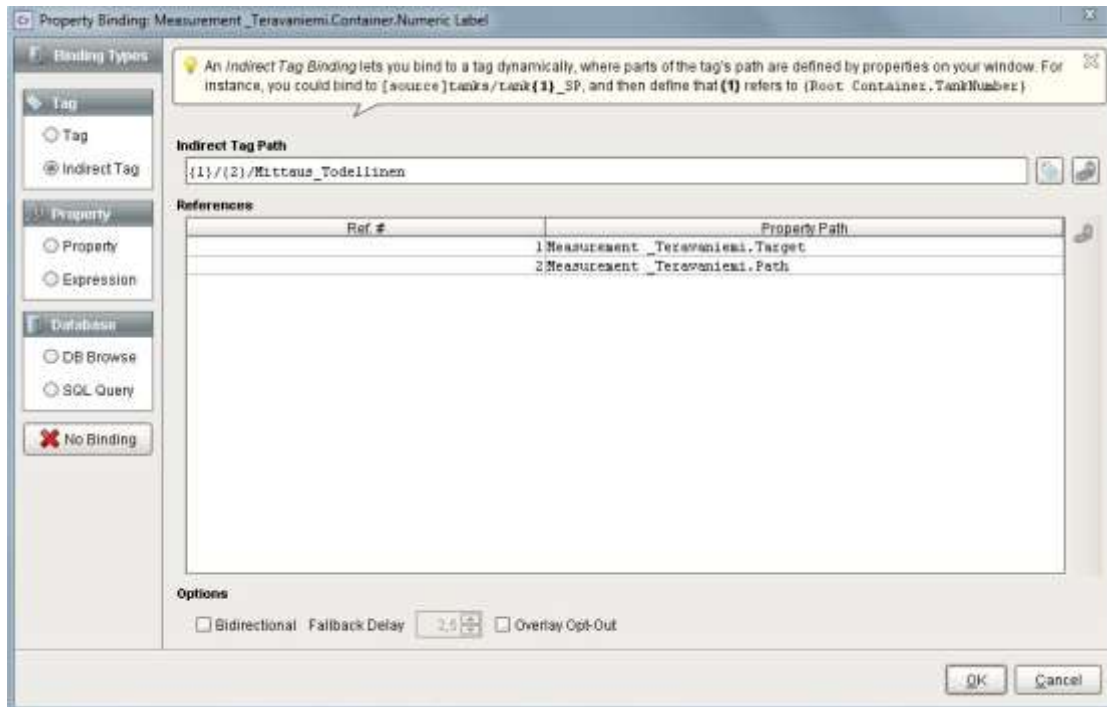 Property Binding: Measurement _Teravaniemi.Container.Numeric Label
Binding Types
An Indirect Tag Binding lets you bind to a tag dynamically, where parts of the tag's path are defined by properties on your window. For
instance, you could bind to [source]tanks/tank{1}_SP, and then define that {1} refers to {Root Container.TankNumber}
Tag
Tag
Indirect Tag
Indirect Tag Path
{1}/{2}/Mittaus_Todellinen
References
Ref. # Property Path
1 Measurement _Teravaniemi.Target
2 Measurement _Teravaniemi.Path
Property
Property
Expression
Database
DB Browse
SQL Query
No Binding
Options
Bidirectional Fallback Delay 2,5 Overlay Opt-Out
OK Cancel